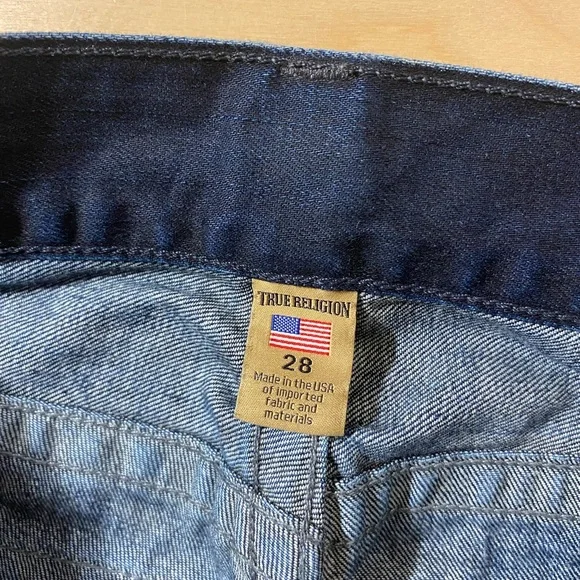 TRUE RELIGION
28
Made in the USA
of imported
fabric and
materials